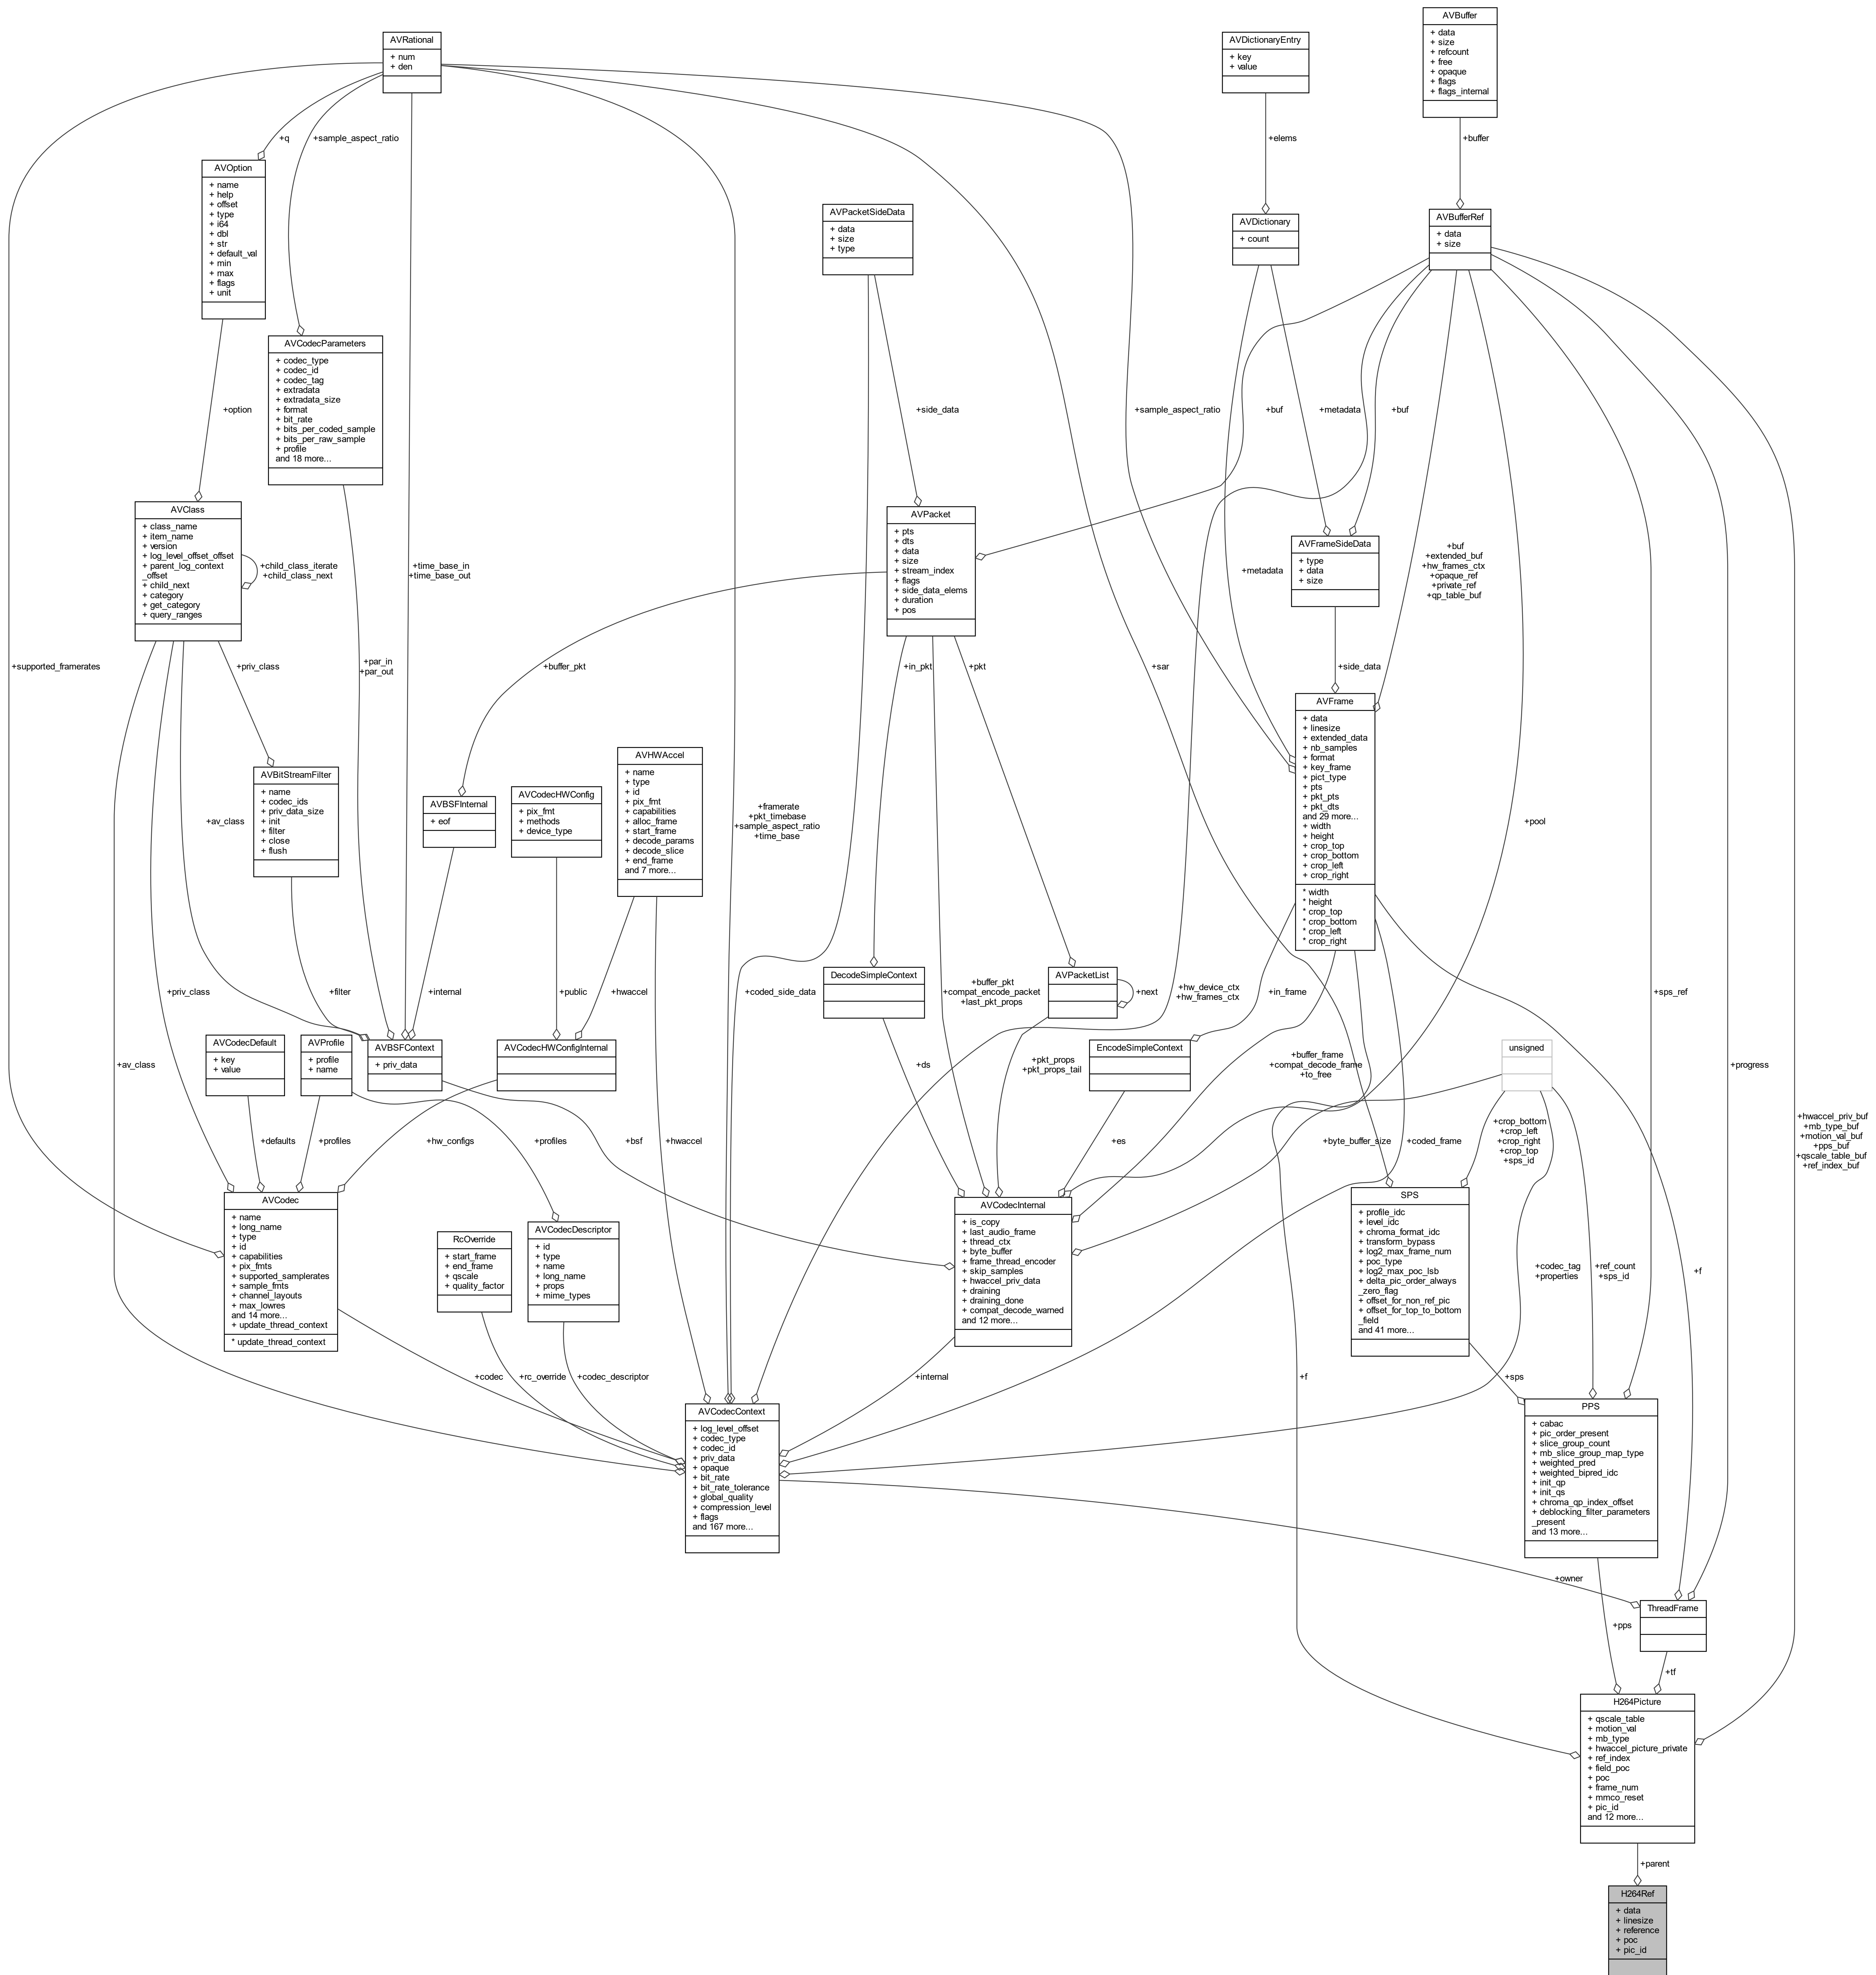 AVBuffer
+ data
+ size
+ refcount
+ free
+ opaque
+ flags
+ flags_internal
AVRational
+ num
+ den
AVDictionaryEntry
+ key
+ value
+q
+sample_aspect_ratio
+elems
+buffer
AVOption
+ name
+ help
+ offset
+ type
+ i64
+ dbl
+ str
+ default_val
+ min
+ max
+ flags
+ unit
AVPacketSideData
+ data
+ size
+ type
AVDictionary
+ count
AVBufferRef
+ data
+ size
AVCodecParameters
+ codec_type
+ codec_id
+ codec_tag
+ extradata
+ extradata_size
+ format
+ bit_rate
+ bits_per_coded_sample
+ bits_per_raw_sample
+ profile
and 18 more...
+option
+side_data
+sample_aspect_ratio
+buf
+metadata
+buf
AVClass
+ class_name
+ item_name
+ version
+ log_level_offset_offset
+ parent_log_context
_offset
+ child_next
+ category
+ get_category
+ query_ranges
+child_class_iterate
+child_class_next
+time_base_in
+time_base_out
AVPacket
+ pts
+ dts
+ data
+ size
+ stream_index
+ flags
+ side_data_elems
+ duration
+ pos
+metadata
AVFrameSideData
+ type
+ data
+ size
+buf
+extended_buf
+hw_frames_ctx
+opaque_ref
+private_ref
+qp_table_buf
+supported_framerates
+priv_class
+par_in
+par_out
+buffer_pkt
+in_pkt
+pkt
+sar
+side_data
AVFrame
+ data
+ linesize
+ extended_data
+ nb_samples
+ format
+ key_frame
+ pict_type
+ pts
+ pkt_pts
+ pkt_dts
and 29 more...
+ width
+ height
+ crop_top
+ crop_bottom
+ crop_left
+ crop_right
* width
* height
* crop_top
* crop_bottom
* crop_left
* crop_right
AVBitStreamFilter
+ name
+ codec_ids
+ priv_data_size
+ init
+ filter
+ close
+ flush
+av_class
AVBSFInternal
+ eof
AVCodecHWConfig
+ pix_fmt
+ methods
+ device_type
AVHWAccel
+ name
+ type
+ id
+ pix_fmt
+ capabilities
+ alloc_frame
+ start_frame
+ decode_params
+ decode_slice
+ end_frame
and 7 more...
+framerate
+pkt_timebase
+sample_aspect_ratio
+time_base
+pool
+priv_class
+filter
+internal
+public
+hwaccel
+coded_side_data
DecodeSimpleContext
+buffer_pkt
+compat_encode_packet
+last_pkt_props
AVPacketList
+next
+hw_device_ctx
+hw_frames_ctx
+in_frame
+sps_ref
AVCodecDefault
+ key
+ value
AVProfile
+ profile
+ name
AVBSFContext
+ priv_data
AVCodecHWConfigInternal
EncodeSimpleContext
unsigned
+av_class
+ds
+pkt_props
+pkt_props_tail
+buffer_frame
+compat_decode_frame
+to_free
+progress
+defaults
+profiles
+hw_configs
+profiles
+bsf
+hwaccel
+es
+byte_buffer_size
+coded_frame
+crop_bottom
+crop_left
+crop_right
+crop_top
+sps_id
+hwaccel_priv_buf
+mb_type_buf
+motion_val_buf
+pps_buf
+qscale_table_buf
+ref_index_buf
AVCodec
+ name
+ long_name
+ type
+ id
+ capabilities
+ pix_fmts
+ supported_samplerates
+ sample_fmts
+ channel_layouts
+ max_lowres
and 14 more...
+ update_thread_context
* update_thread_context
RcOverride
+ start_frame
+ end_frame
+ qscale
+ quality_factor
AVCodecDescriptor
+ id
+ type
+ name
+ long_name
+ props
+ mime_types
AVCodecInternal
+ is_copy
+ last_audio_frame
+ thread_ctx
+ byte_buffer
+ frame_thread_encoder
+ skip_samples
+ hwaccel_priv_data
+ draining
+ draining_done
+ compat_decode_warned
and 12 more...
SPS
+ profile_idc
+ level_idc
+ chroma_format_idc
+ transform_bypass
+ log2_max_frame_num
+ poc_type
+ log2_max_poc_lsb
+ delta_pic_order_always
_zero_flag
+ offset_for_non_ref_pic
+ offset_for_top_to_bottom
_field
and 41 more...
+codec_tag
+properties
+ref_count
+sps_id
+f
+codec
+rc_override
+codec_descriptor
+internal
+f
+sps
AVCodecContext
+ log_level_offset
+ codec_type
+ codec_id
+ priv_data
+ opaque
+ bit_rate
+ bit_rate_tolerance
+ global_quality
+ compression_level
+ flags
and 167 more...
PPS
+ cabac
+ pic_order_present
+ slice_group_count
+ mb_slice_group_map_type
+ weighted_pred
+ weighted_bipred_idc
+ init_qp
+ init_qs
+ chroma_qp_index_offset
+ deblocking_filter_parameters
_present
and 13 more...
+owner
ThreadFrame
+pps
+tf
H264Picture
+ qscale_table
+ motion_val
+ mb_type
+ hwaccel_picture_private
+ ref_index
+ field_poc
+ poc
+ frame_num
+ mmco_reset
+ pic_id
and 12 more...
+parent
H264Ref
+ data
+ linesize
+ reference
+ poc
+ pic_id